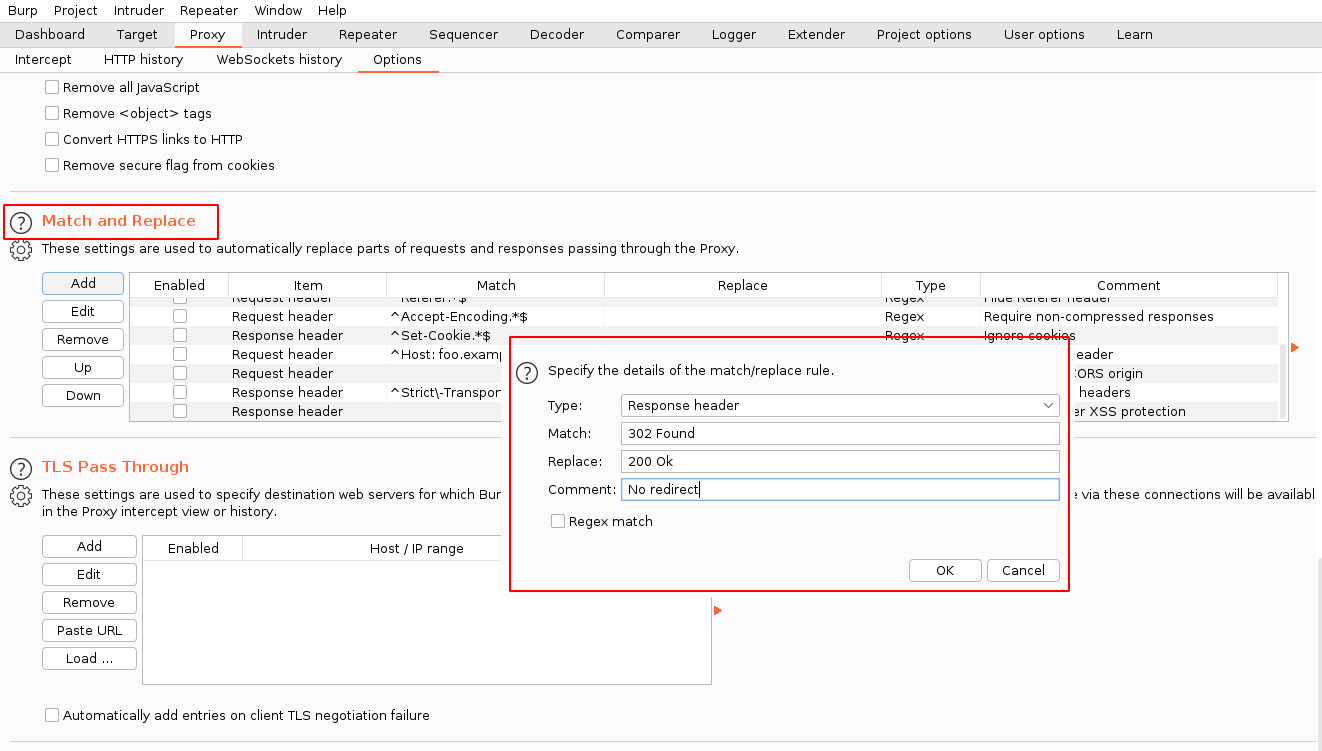 Burp Project Intruder Repeater Window Help
Dashboard Target Proxy Intruder Repeater Sequencer Decoder Comparer Logger Extender Project options User options Learn
Intercept HTTP history WebSockets history Options
Remove all JavaScript
Remove <object> tags
Convert HTTPS links to HTTP
Remove secure flag from cookies
Match and Replace
These settings are used to automatically replace parts of requests and responses passing through the Proxy.
Add
Edit
Remove
Up
Down
Enabled Item Match Replace Type Comment
Request header ^Referer.*$ Regex Hide Referer header
Request header ^Accept-Encoding.*$ Regex Require non-compressed responses
Response header ^Set-Cookie.*$ Regex Ignore cookies
Request header ^Host: foo.examp eader
Request header CORS origin
Response header ^Strict\-Transpor headers
Response header er XSS protection
Specify the details of the match/replace rule.
Type: Response header
Match: 302 Found
Replace: 200 Ok
Comment: No redirect
Regex match
OK Cancel
TLS Pass Through
These settings are used to specify destination web servers for which Bur e via these connections will be availabl
in the Proxy intercept view or history.
Add
Edit
Remove
Paste URL
Load ...
Enabled Host / IP range
Automatically add entries on client TLS negotiation failure